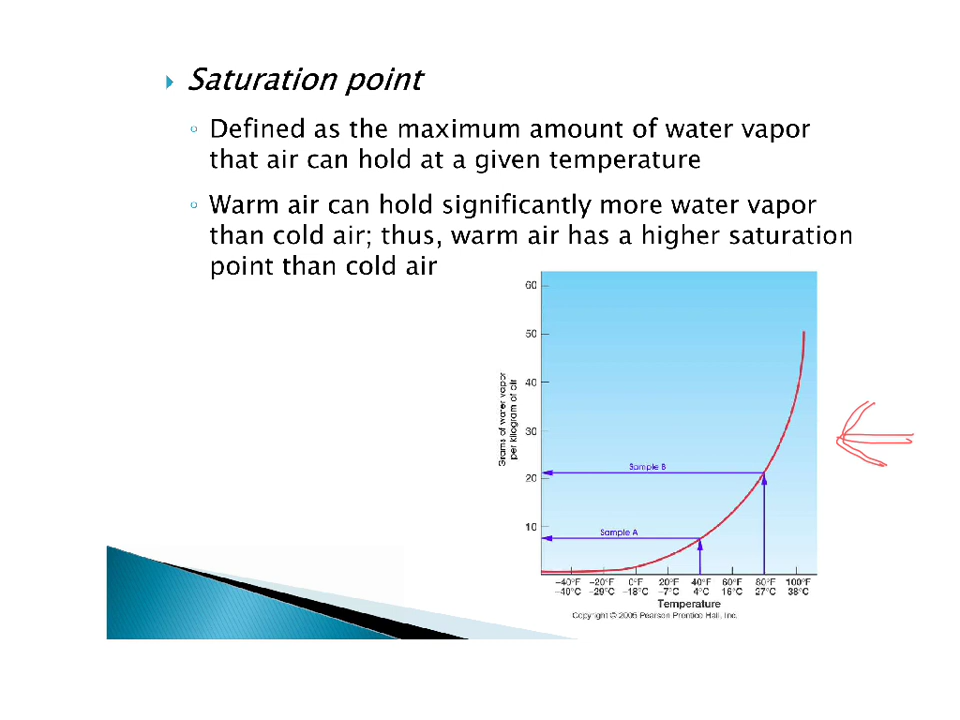 Saturation point
Defined as the maximum amount of water vapor
that air can hold at a given temperature
Warm air can hold significantly more water vapor
than cold air; thus, warm air has a higher saturation
point than cold air
60
50
40
30
20
10
Grams of water vapor
per kilogram of air
Sample B
Sample A
−40°F −20°F 0°F 20°F 40°F 60°F 80°F 100°F
−40°C −29°C −18°C −7°C 4°C 16°C 27°C 38°C
Temperature
Copyright © 2005 Pearson Prentice Hall, Inc.